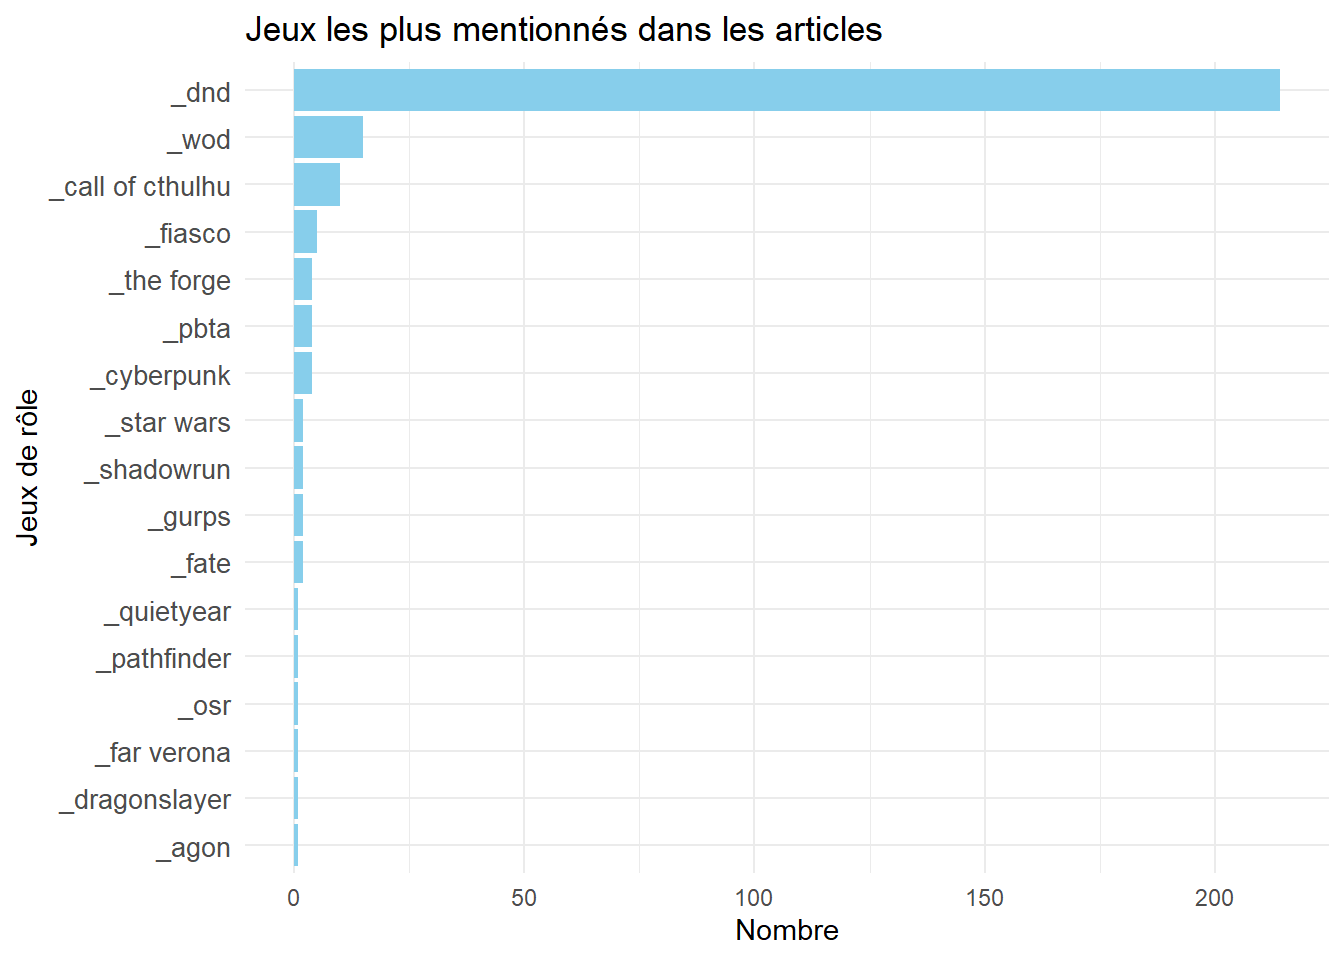 Jeux les plus mentionnés dans les articles
_dnd
_wod
_call of cthulhu
_fiasco
_the forge
_pbta
_cyberpunk
_star wars
_shadowrun
_gurps
_fate
_quietyear
_pathfinder
_osr
_far verona
_dragonslayer
_agon
Jeux de rôle
0 50 100 150 200
Nombre